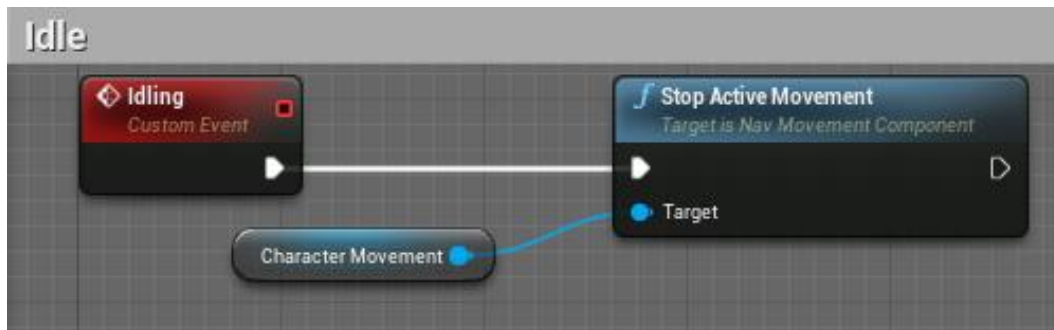 Idle
Idling
Custom Event
Stop Active Movement
Target is Nav Movement Component
Target
Character Movement